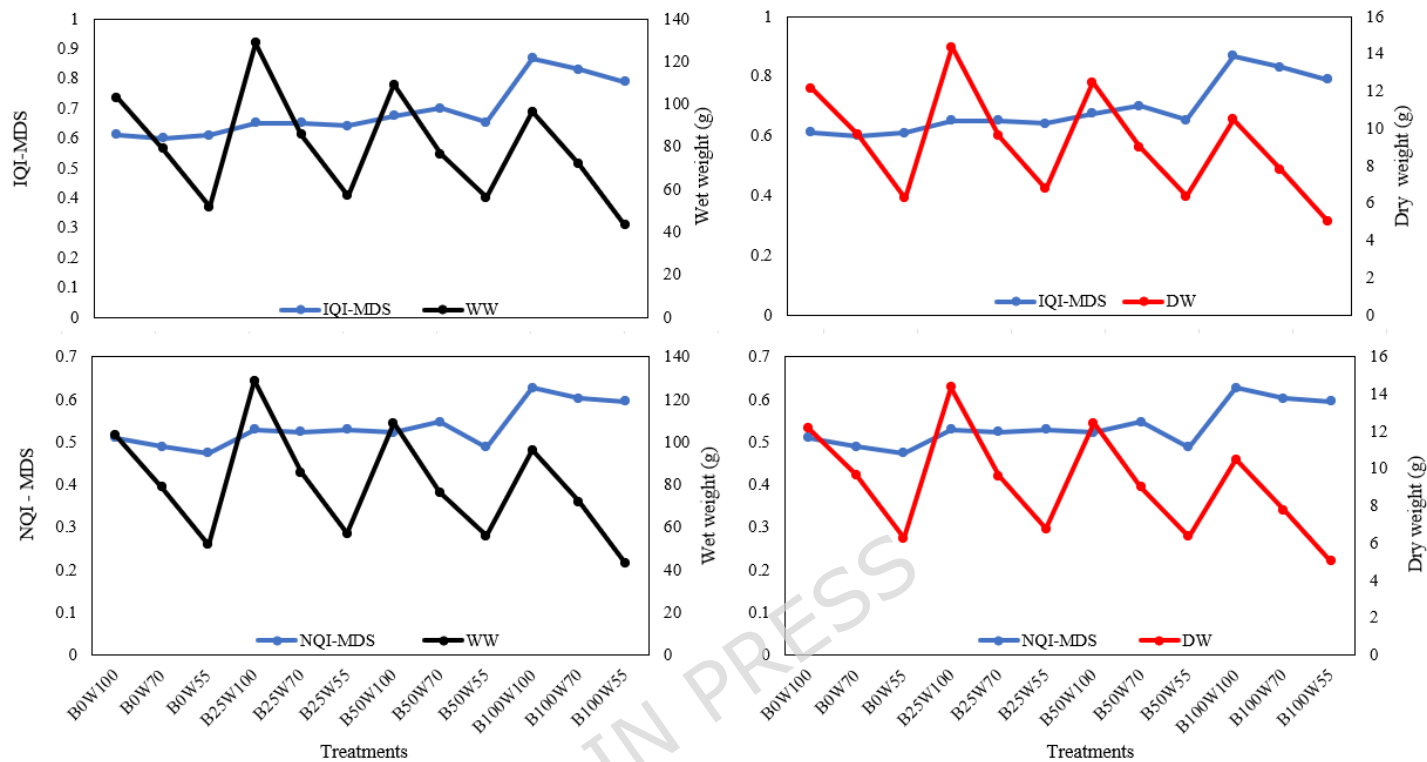 1
0.9
0.8
0.7
0.6
0.5
0.4
0.3
0.2
0.1
0
IQI-MDS
140
120
100
80
60
40
20
0
Wet weight (g)
IQI-MDS WW
1
0.8
0.6
0.4
0.2
0
16
14
12
10
8
6
4
2
0
Dry weight (g)
IQI-MDS DW
0.7
0.6
0.5
0.4
0.3
0.2
0.1
0
NQI - MDS
140
120
100
80
60
40
20
0
Wet weight (g)
NQI-MDS WW
B0W100
B0W70
B0W55
B25W100
B25W70
B25W55
B50W100
B50W70
B50W55
B100W100
B100W70
B100W55
Treatments
0.7
0.6
0.5
0.4
0.3
0.2
0.1
0
16
14
12
10
8
6
4
2
0
Dry weight (g)
NQI-MDS DW
B0W100
B0W70
B0W55
B25W100
B25W70
B25W55
B50W100
B50W70
B50W55
B100W100
B100W70
B100W55
Treatments
IN PRESS